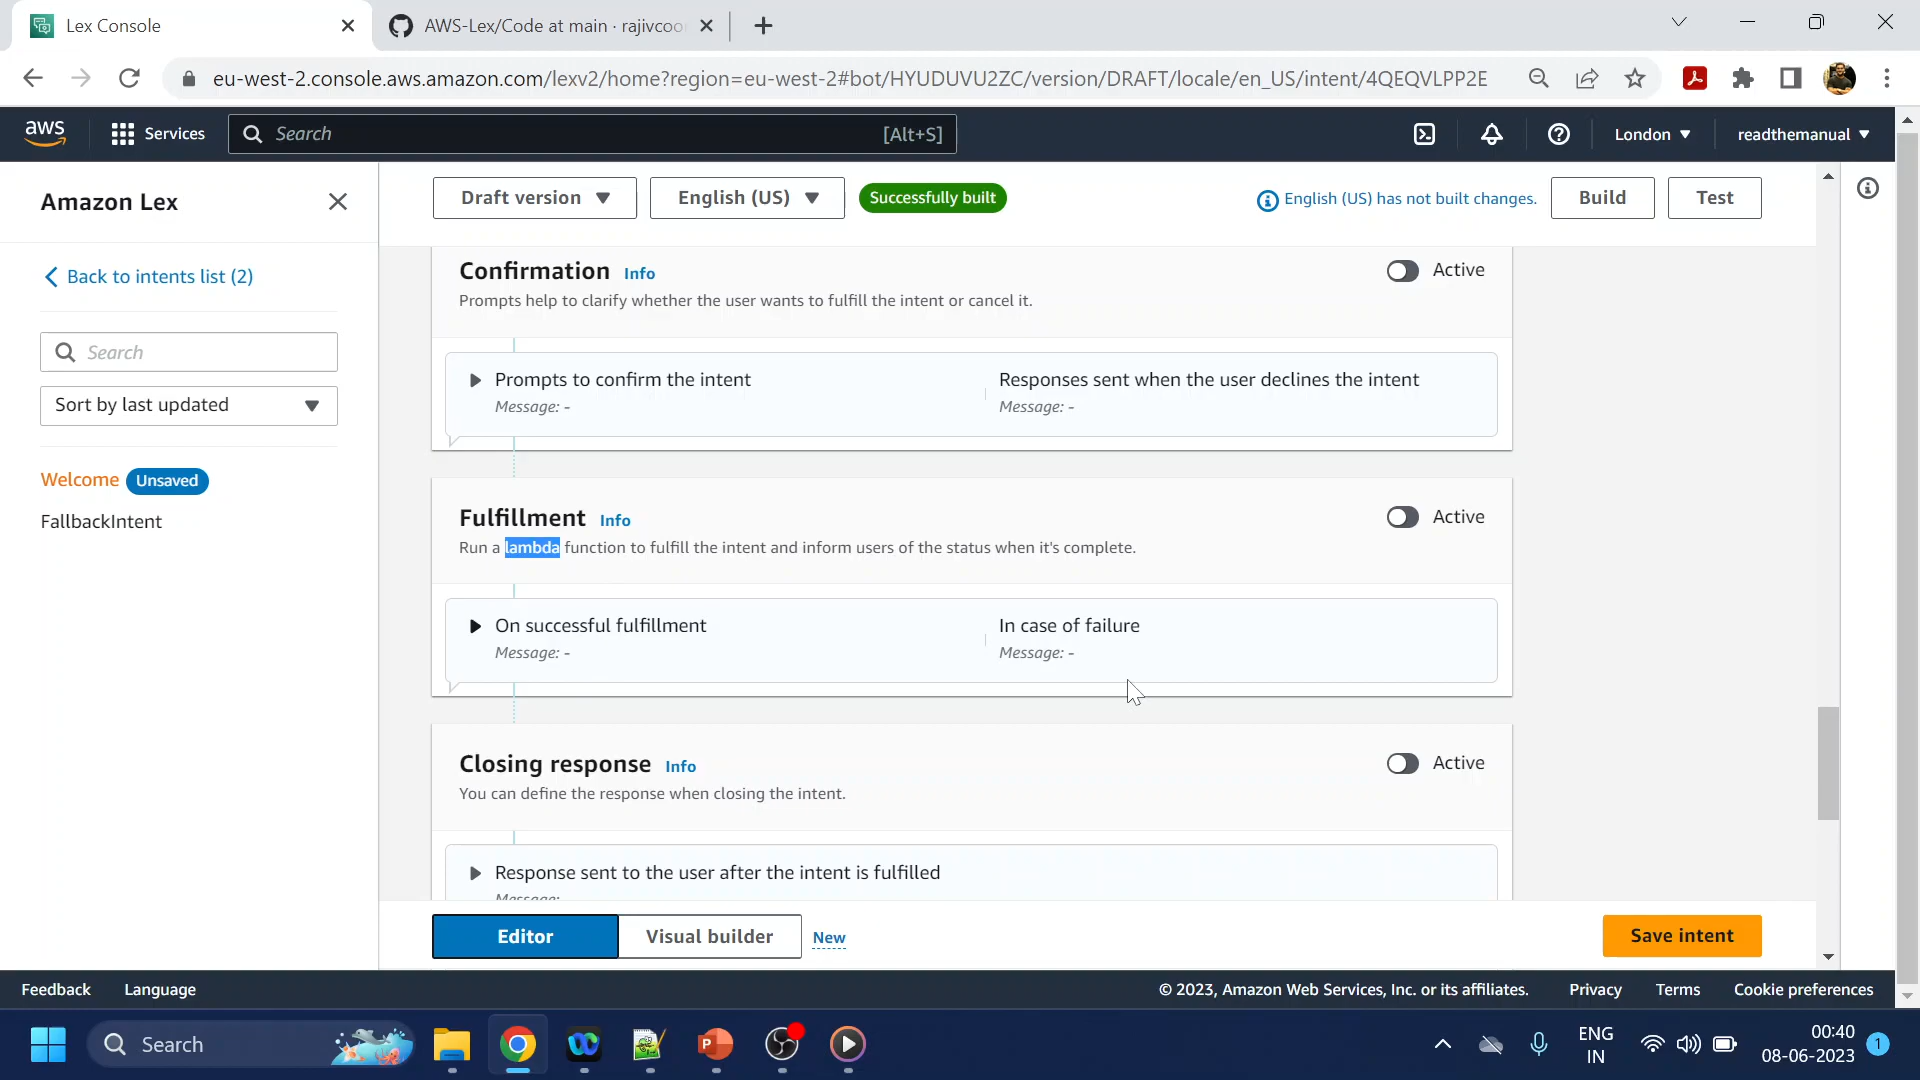 Lex Console
AWS-Lex/Code at main · rajivcoo
eu-west-2.console.aws.amazon.com/lexv2/home?region=eu-west-2#bot/HYUDUVU2ZC/version/DRAFT/locale/en_US/intent/4QEQVLPP2E
aws
Services
Search
[Alt+S]
London
readthemanual
Amazon Lex
Draft version
English (US)
Successfully built
English (US) has not built changes.
Build
Test
Back to intents list (2)
Search
Sort by last updated
Welcome Unsaved
FallbackIntent
Confirmation Info
Active
Prompts help to clarify whether the user wants to fulfill the intent or cancel it.
Prompts to confirm the intent
Message: -
Responses sent when the user declines the intent
Message: -
Fulfillment Info
Active
Run a lambda function to fulfill the intent and inform users of the status when it's complete.
On successful fulfillment
Message: -
In case of failure
Message: -
Closing response Info
Active
You can define the response when closing the intent.
Response sent to the user after the intent is fulfilled
Message:
Editor
Visual builder
New
Save intent
Feedback
Language
© 2023, Amazon Web Services, Inc. or its affiliates.
Privacy
Terms
Cookie preferences
Search
P
ENG
IN
00:40
08-06-2023
1